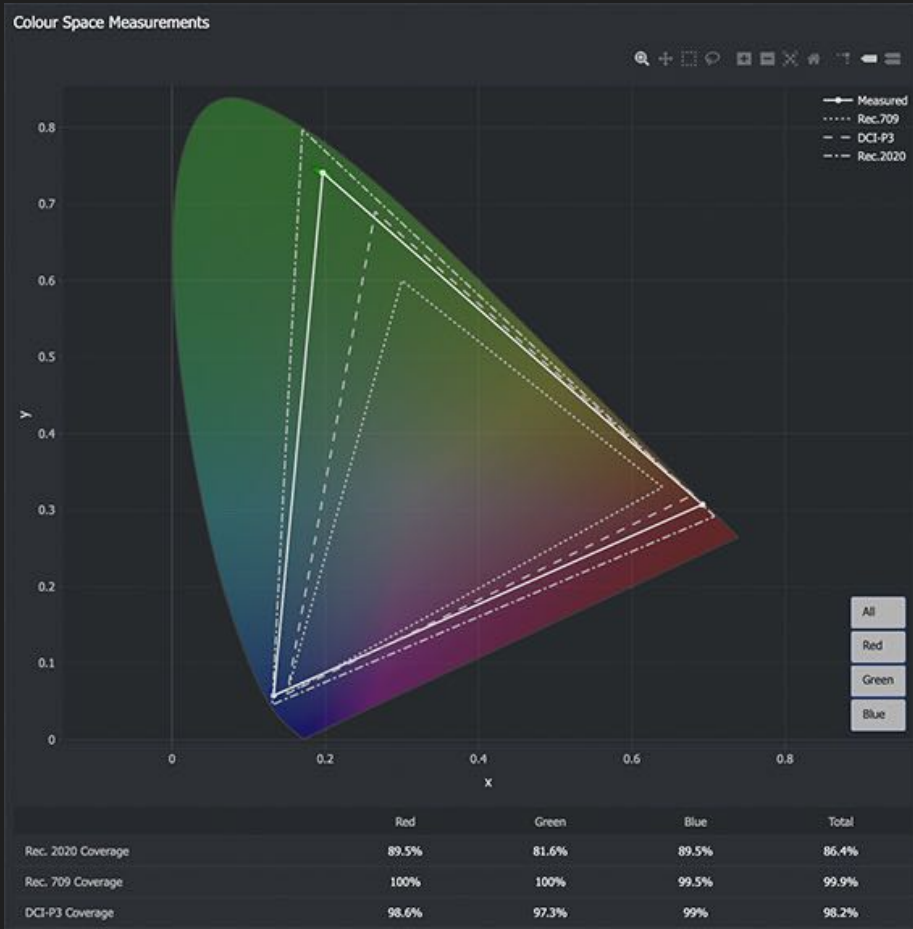 Colour Space Measurements
Measured
Rec.709
DCI-P3
Rec.2020
0.8
0.7
0.6
0.5
0.4
0.3
0.2
0.1
0
y
0
0.2
0.4
0.6
0.8
x
All
Red
Green
Blue
Red Green Blue Total
Rec. 2020 Coverage 89.5% 81.6% 89.5% 86.4%
Rec. 709 Coverage 100% 100% 99.5% 99.9%
DCI-P3 Coverage 98.6% 97.3% 99% 98.2%